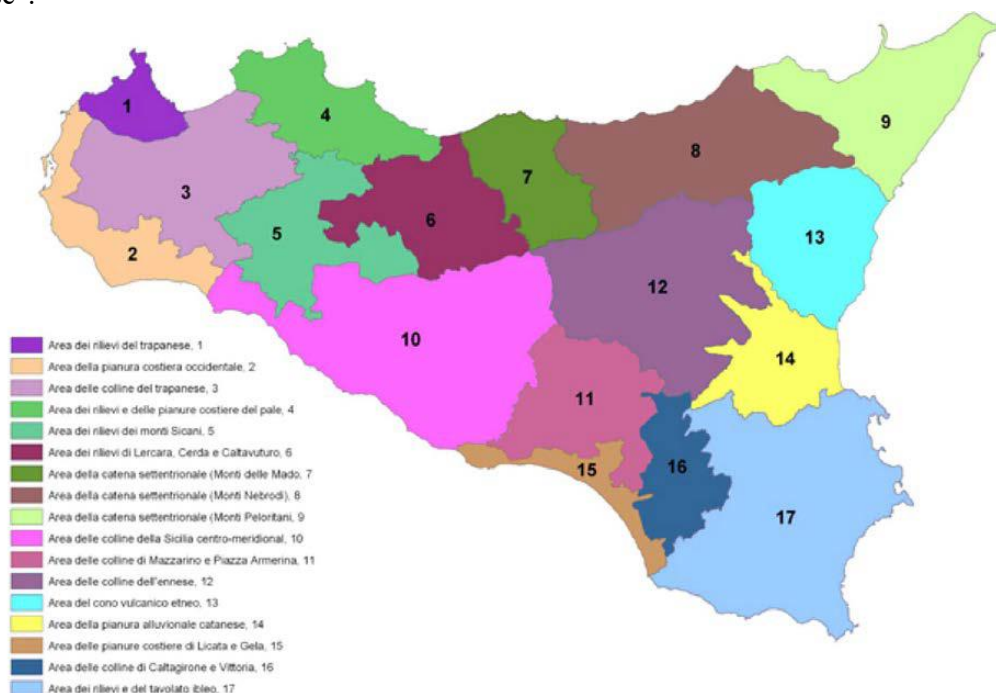 1
4
9
8
7
3
6
5
13
2
12
10
14
11
15
16
17
Area dei rilievi del trapanese, 1
Area della pianura costiera occidentale, 2
Area delle colline del trapanese, 3
Area dei rilievi e delle pianure costiere del pale, 4
Area dei rilievi dei monti Sicani, 5
Area dei rilievi di Lercara, Cerda e Caltavuturo, 6
Area della catena settentrionale (Monti delle Mado, 7
Area della catena settentrionale (Monti Nebrodi), 8
Area della catena settentrionale (Monti Peloritani, 9
Area delle colline della Sicilia centro-meridional, 10
Area delle colline di Mazzarino e Piazza Armerina, 11
Area delle colline dell'ennese, 12
Area del cono vulcanico etneo, 13
Area della pianura alluvionale catanese, 14
Area delle pianure costiere di Licata e Gela, 15
Area delle colline di Caltagirone e Vittoria, 16
Area dei rilievi e del tavolato ibleo, 17